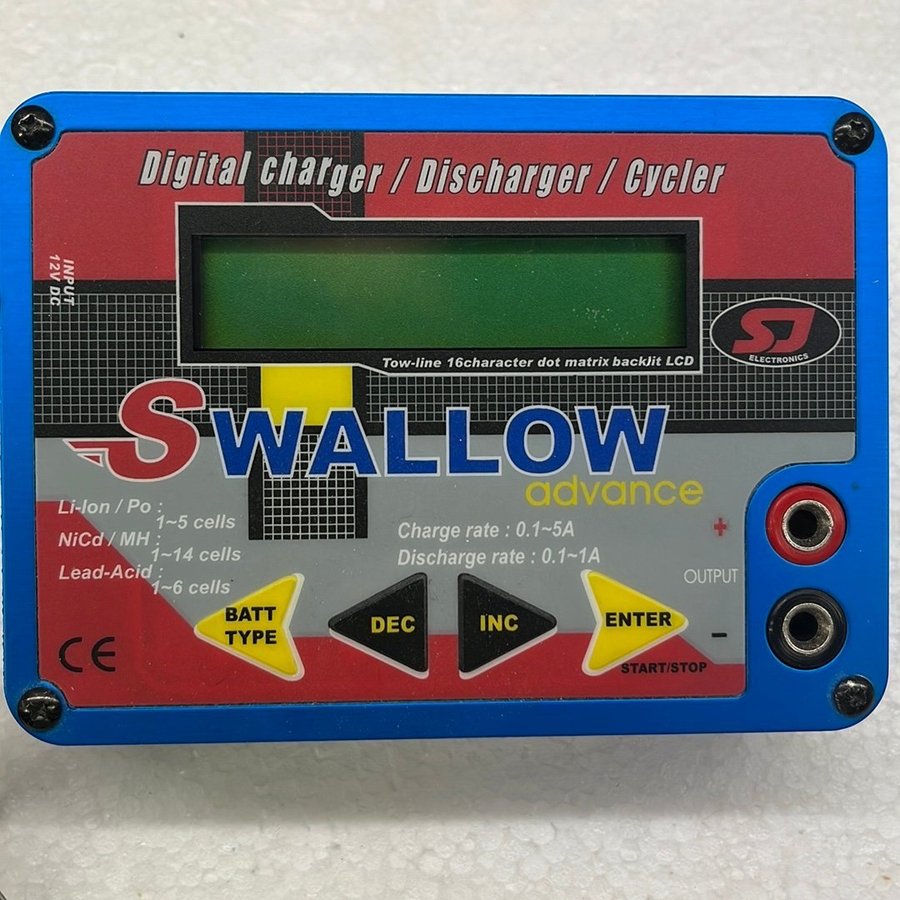 Digital charger / Discharger / Cycler
INPUT
12V DC
SJ
ELECTRONICS
Tow-line 16character dot matrix backlit LCD
SWALLOW
advance
Li-Ion / Po :
1~5 cells
NiCd / MH :
1~14 cells
Lead-Acid :
1~6 cells
Charge rate : 0.1~5A
Discharge rate : 0.1~1A
+
OUTPUT
-
BATT
TYPE
DEC
INC
ENTER
START/STOP
CE